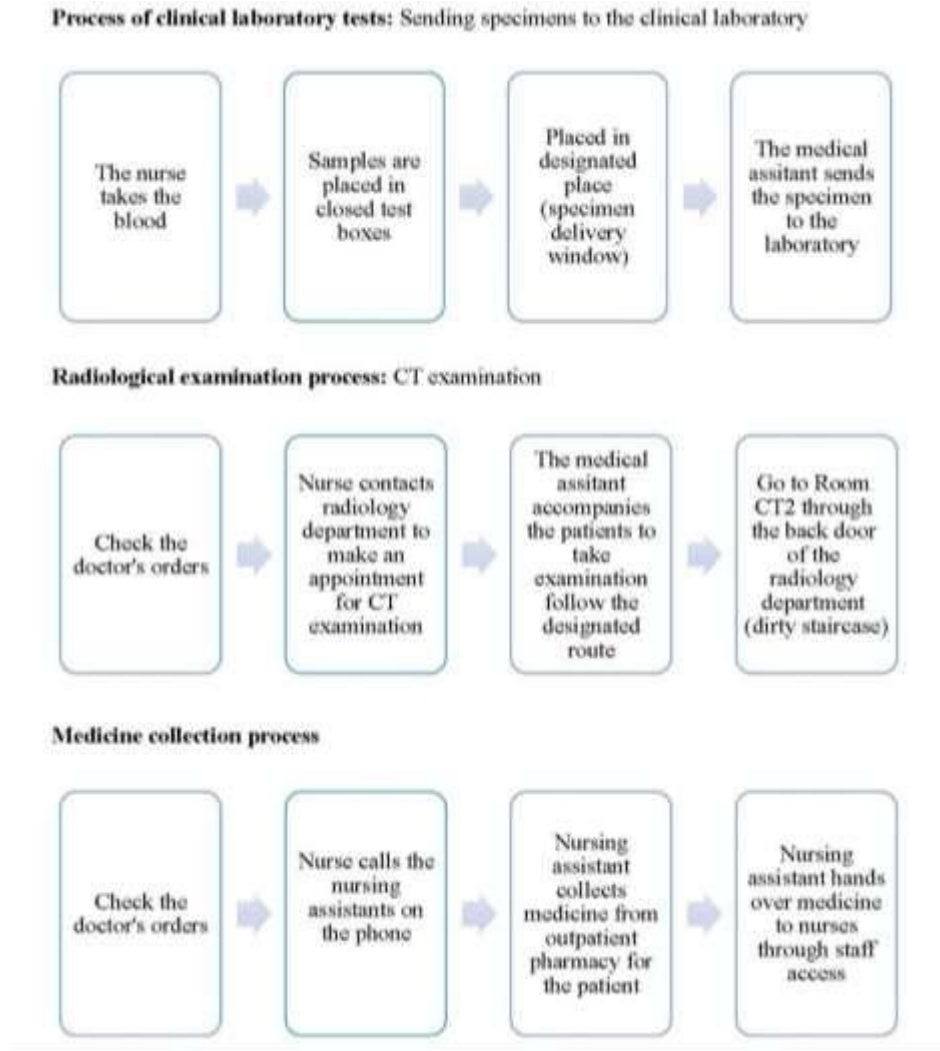 Process of clinical laboratory tests: Sending specimens to the clinical laboratory
The nurse
takes the
blood
Samples are
placed in
closed test
boxes
Placed in
designated
place
(specimen
delivery
window)
The medical
assitant sends
the specimen
to the
laboratory
Radiological examination process: CT examination
Check the
doctor's orders
Nurse contacts
radiology
department to
make an
appointment
for CT
examination
The medical
assitant
accompanies
the patients to
take
examination
follow the
designated
route
Go to Room
CT2 through
the back door
of the
radiology
department
(dirty staircase)
Medicine collection process
Check the
doctor's orders
Nurse calls the
nursing
assistants on
the phone
Nursing
assistant
collects
medicine from
outpatient
pharmacy for
the patient
Nursing
assistant hands
over medicine
to nurses
through staff
access